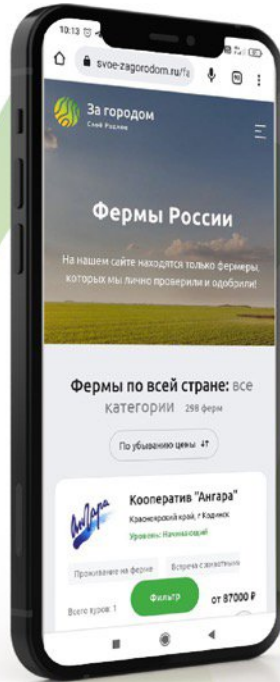 10:13
svoe-zagorodom.ru/fa
За городом
Фермы России
На нашем сайте находятся только фермеры,
которых мы лично проверили и одобрили!
Фермы по всей стране: все
категории 298 ферм
По убыванию цены
Ангара
Кооператив "Ангара"
Красноярский край, г Кодинск
Уровень: Начинающий
Проживание на ферме Встреча с животными
Всего туров: 1 Фильтр от 87000 ₽